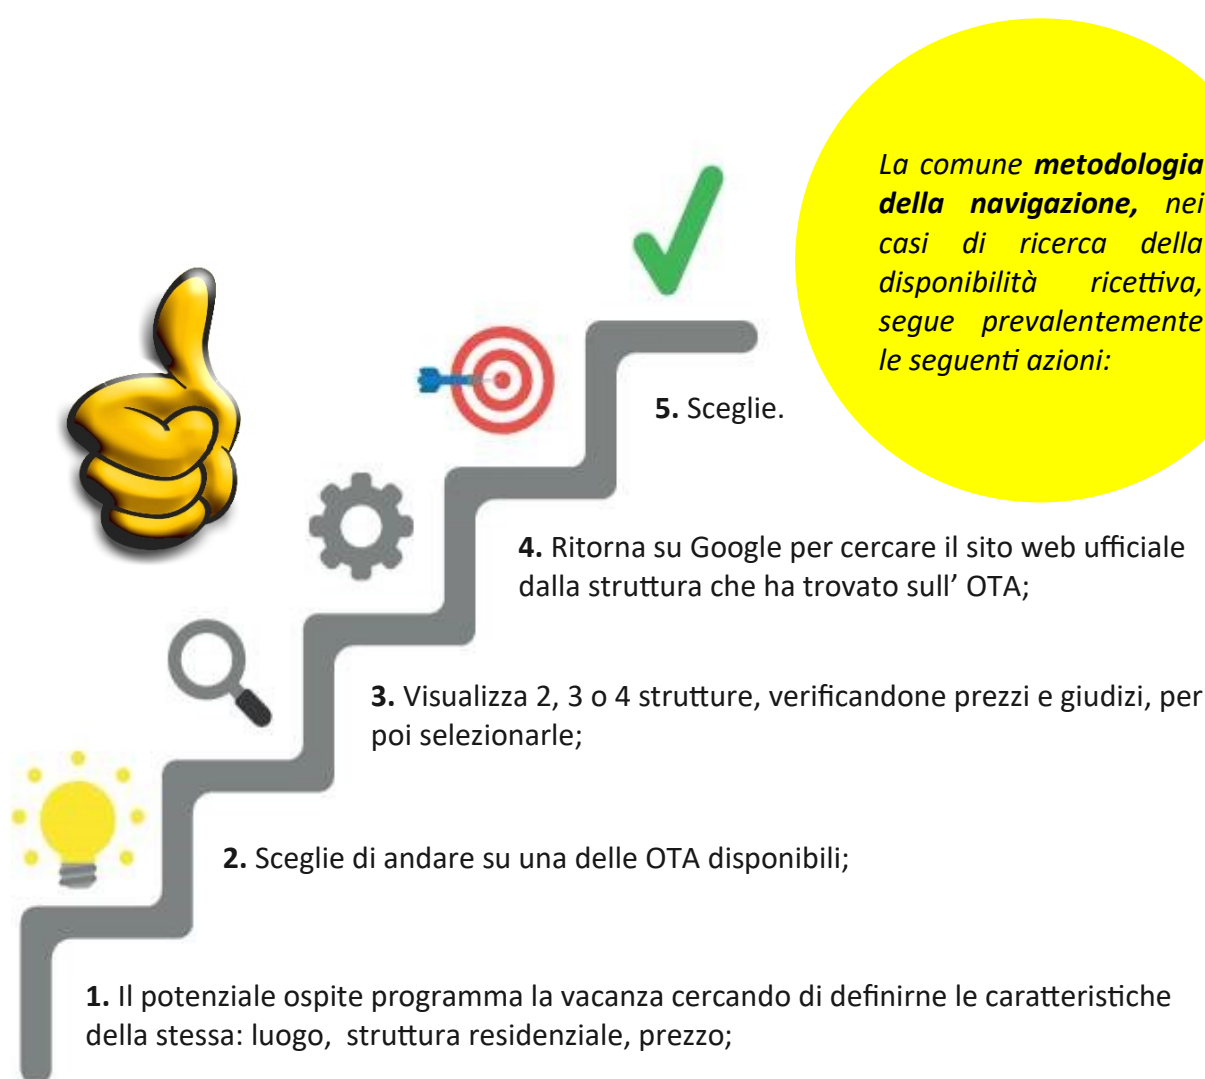 La comune metodologia
della navigazione, nei
casi di ricerca della
disponibilità ricettiva,
segue prevalentemente
le seguenti azioni:
5. Sceglie.
4. Ritorna su Google per cercare il sito web ufficiale
dalla struttura che ha trovato sull’ OTA;
3. Visualizza 2, 3 o 4 strutture, verificandone prezzi e giudizi, per
poi selezionarle;
2. Sceglie di andare su una delle OTA disponibili;
1. Il potenziale ospite programma la vacanza cercando di definirne le caratteristiche
della stessa: luogo,  struttura residenziale, prezzo;